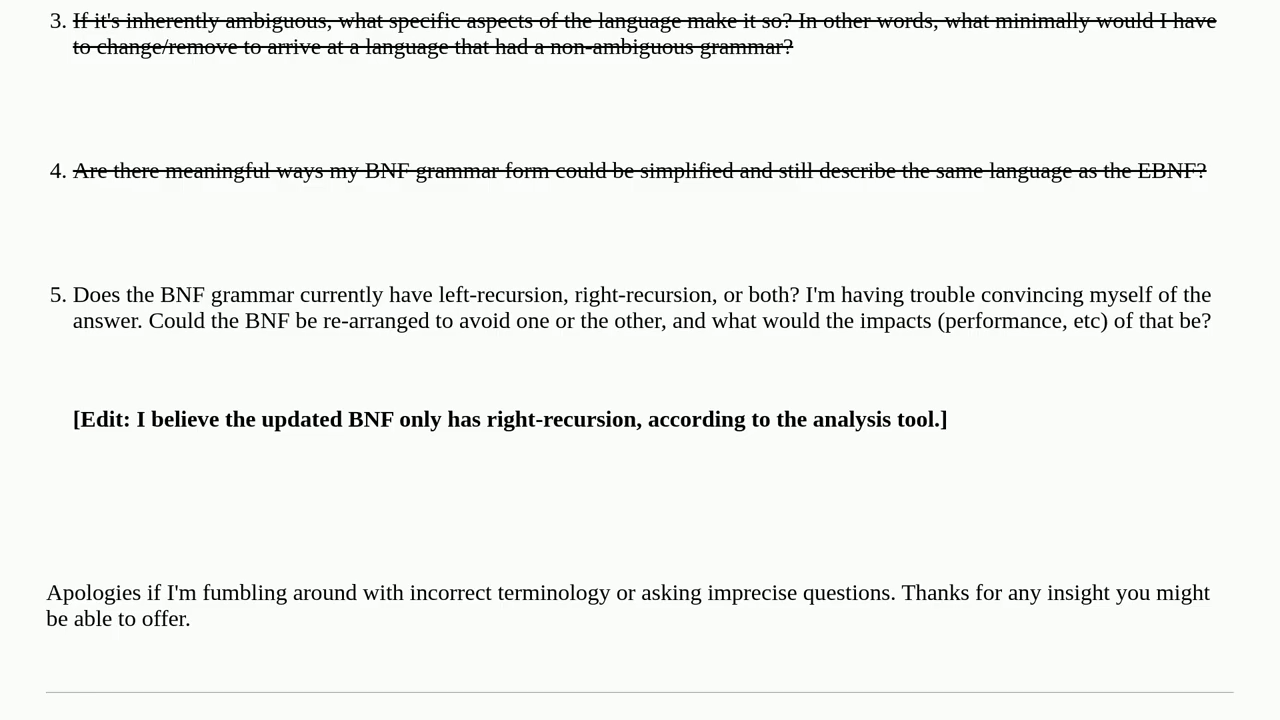 3. If it's inherently ambiguous, what specific aspects of the language make it so? In other words, what minimally would I have
to change/remove to arrive at a language that had a non-ambiguous grammar?
4. Are there meaningful ways my BNF grammar form could be simplified and still describe the same language as the EBNF?
5. Does the BNF grammar currently have left-recursion, right-recursion, or both? I'm having trouble convincing myself of the
answer. Could the BNF be re-arranged to avoid one or the other, and what would the impacts (performance, etc) of that be?
[Edit: I believe the updated BNF only has right-recursion, according to the analysis tool.]
Apologies if I'm fumbling around with incorrect terminology or asking imprecise questions. Thanks for any insight you might
be able to offer.